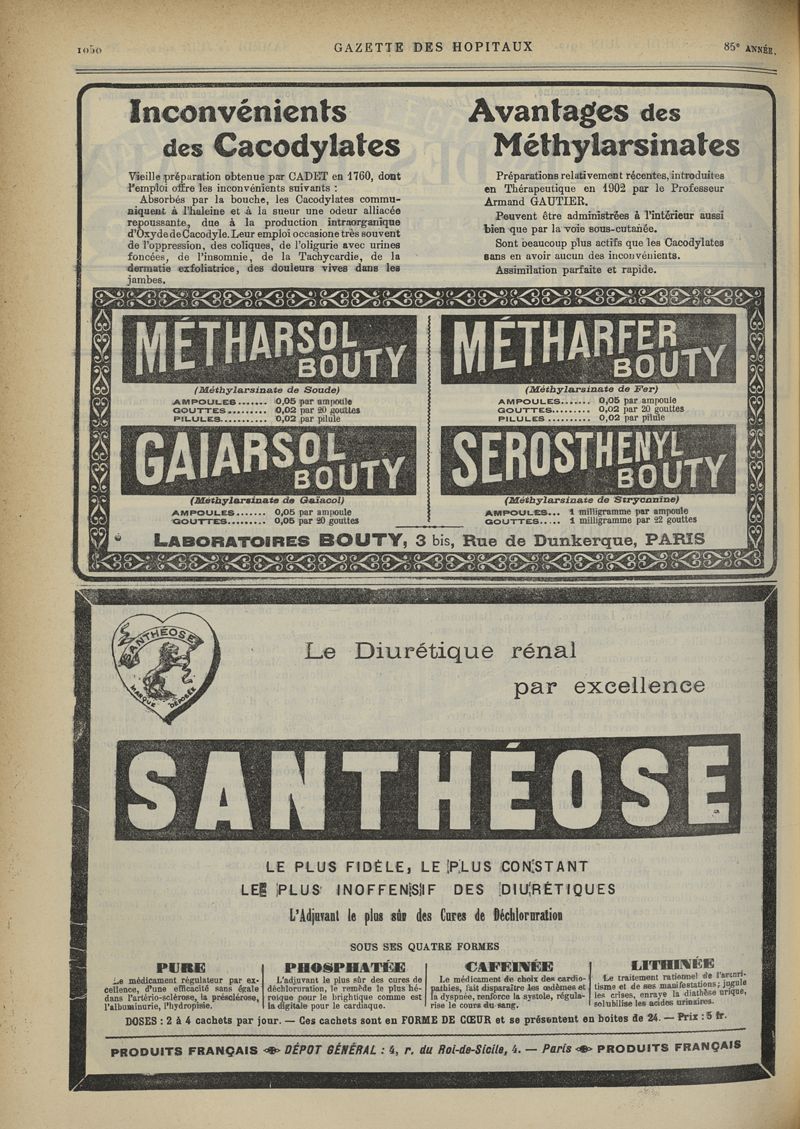 1050
GAZETTE DES HOPITAUX
85e ANNÉE.
Inconvénients
des Cacodylates
Vieille préparation obtenue par CADET en 1760, dont
l'emploi offre les inconvénients suivants :
Absorbés par la bouche, les Cacodylates commu-
niquent à l'haleine et à la sueur une odeur alliacée
repoussante, due à la production intraorganique
d'Oxyde de Cacodyle. Leur emploi occasione très souvent
de l'oppression, des coliques, de l'oligurie avec urines
foncées, de l'insomnie, de la Tachycardie, de la
dermatie exfoliatrice, des douleurs vives dans les
jambes.
Avantages des
Méthylarsinates
Préparations relativement récentes, introduites
en Thérapeutique en 1902 par le Professeur
Armand GAUTIER.
Peuvent être administrées à l'intérieur aussi
bien que par la voie sous-cutanée.
Sont beaucoup plus actifs que les Cacodylates
sans en avoir aucun des inconvénients.
Assimilation parfaite et rapide.
MÉTHARSOL
BOUTY
(Méthylarsinate de Soude)
AMPOULES....... 0,05 par ampoule
GOUTTES......... 0,02 par 20 gouttes
PILULES........... 0,02 par pilule
MÉTHARFER
BOUTY
(Méthylarsinate de Fer)
AMPOULES....... 0,05 par ampoule
GOUTTES......... 0,02 par 20 gouttes
PILULES .......... 0,02 par pilule
GAIARSOL
BOUTY
(Méthylarsinate de Gaïacol)
AMPOULES....... 0,05 par ampoule
GOUTTES......... 0,05 par 20 gouttes
SEROSTHENYL
BOUTY
(Méthylarsinate de Strycnnine)
AMPOULES... 1 milligramme par ampoule
GOUTTES..... 1 milligramme par 22 gouttes
LABORATOIRES BOUTY, 3 bis, Rue de Dunkerque, PARIS
SANTHÉOSE
MARQUE DÉPOSÉE
Le Diurétique rénal
par excellence
SANTHÉOSE
LE PLUS FIDÈLE, LE PLUS CONSTANT
LE PLUS INOFFENSIF DES DIURÉTIQUES
L'Adjuvant le plus sûr des Cures de Déchloruration
SOUS SES QUATRE FORMES
PURE
Le médicament régulateur par ex-
cellence, d'une efficacité sans égale
dans l'artério-sclérose, la présclérose,
l'albuminurie, l'hydropisie.
PHOSPHATÉE
L'adjuvant le plus sûr des cures de
déchloruration, le remède le plus hé-
roïque pour le brightique comme est
la digitale pour le cardiaque.
CAFEINÉE
Le médicament de choix des cardio-
pathies, fait disparaître les œdèmes et
la dyspnée, renforce la systole, régula-
rise le cours du sang.
LITHINÉE
Le traitement rationnel de l'arthri-
tisme et de ses manifestations; jugule
les crises, enraye la diathèse urique,
solubilise les acides urinaires.
DOSES : 2 à 4 cachets par jour. — Ces cachets sont en FORME DE CŒUR et se présentent en boites de 24. — Prix : 5 fr.
PRODUITS FRANÇAIS DÉPOT GÉNÉRAL : 4, r. du Roi-de-Sicile, 4. — Paris PRODUITS FRANÇAIS